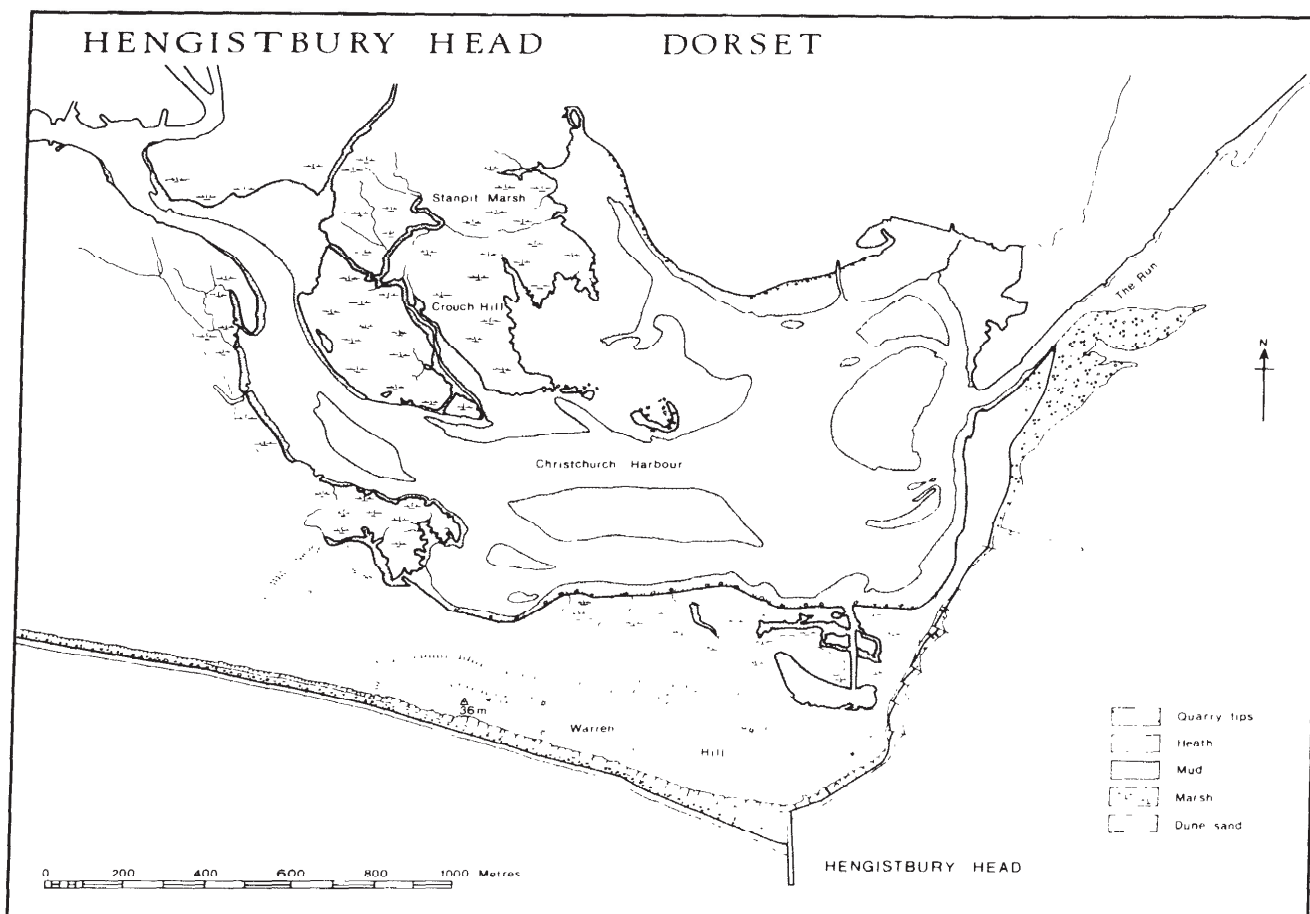 HENGISTBURY HEAD DORSET
Stanpit Marsh
The Run
Crouch Hill
N
Christchurch Harbour
36m
Warren
Hill
Quarry tips
Heath
Mud
Marsh
Dune sand
0 200 400 600 800 1000 Metres
HENGISTBURY HEAD